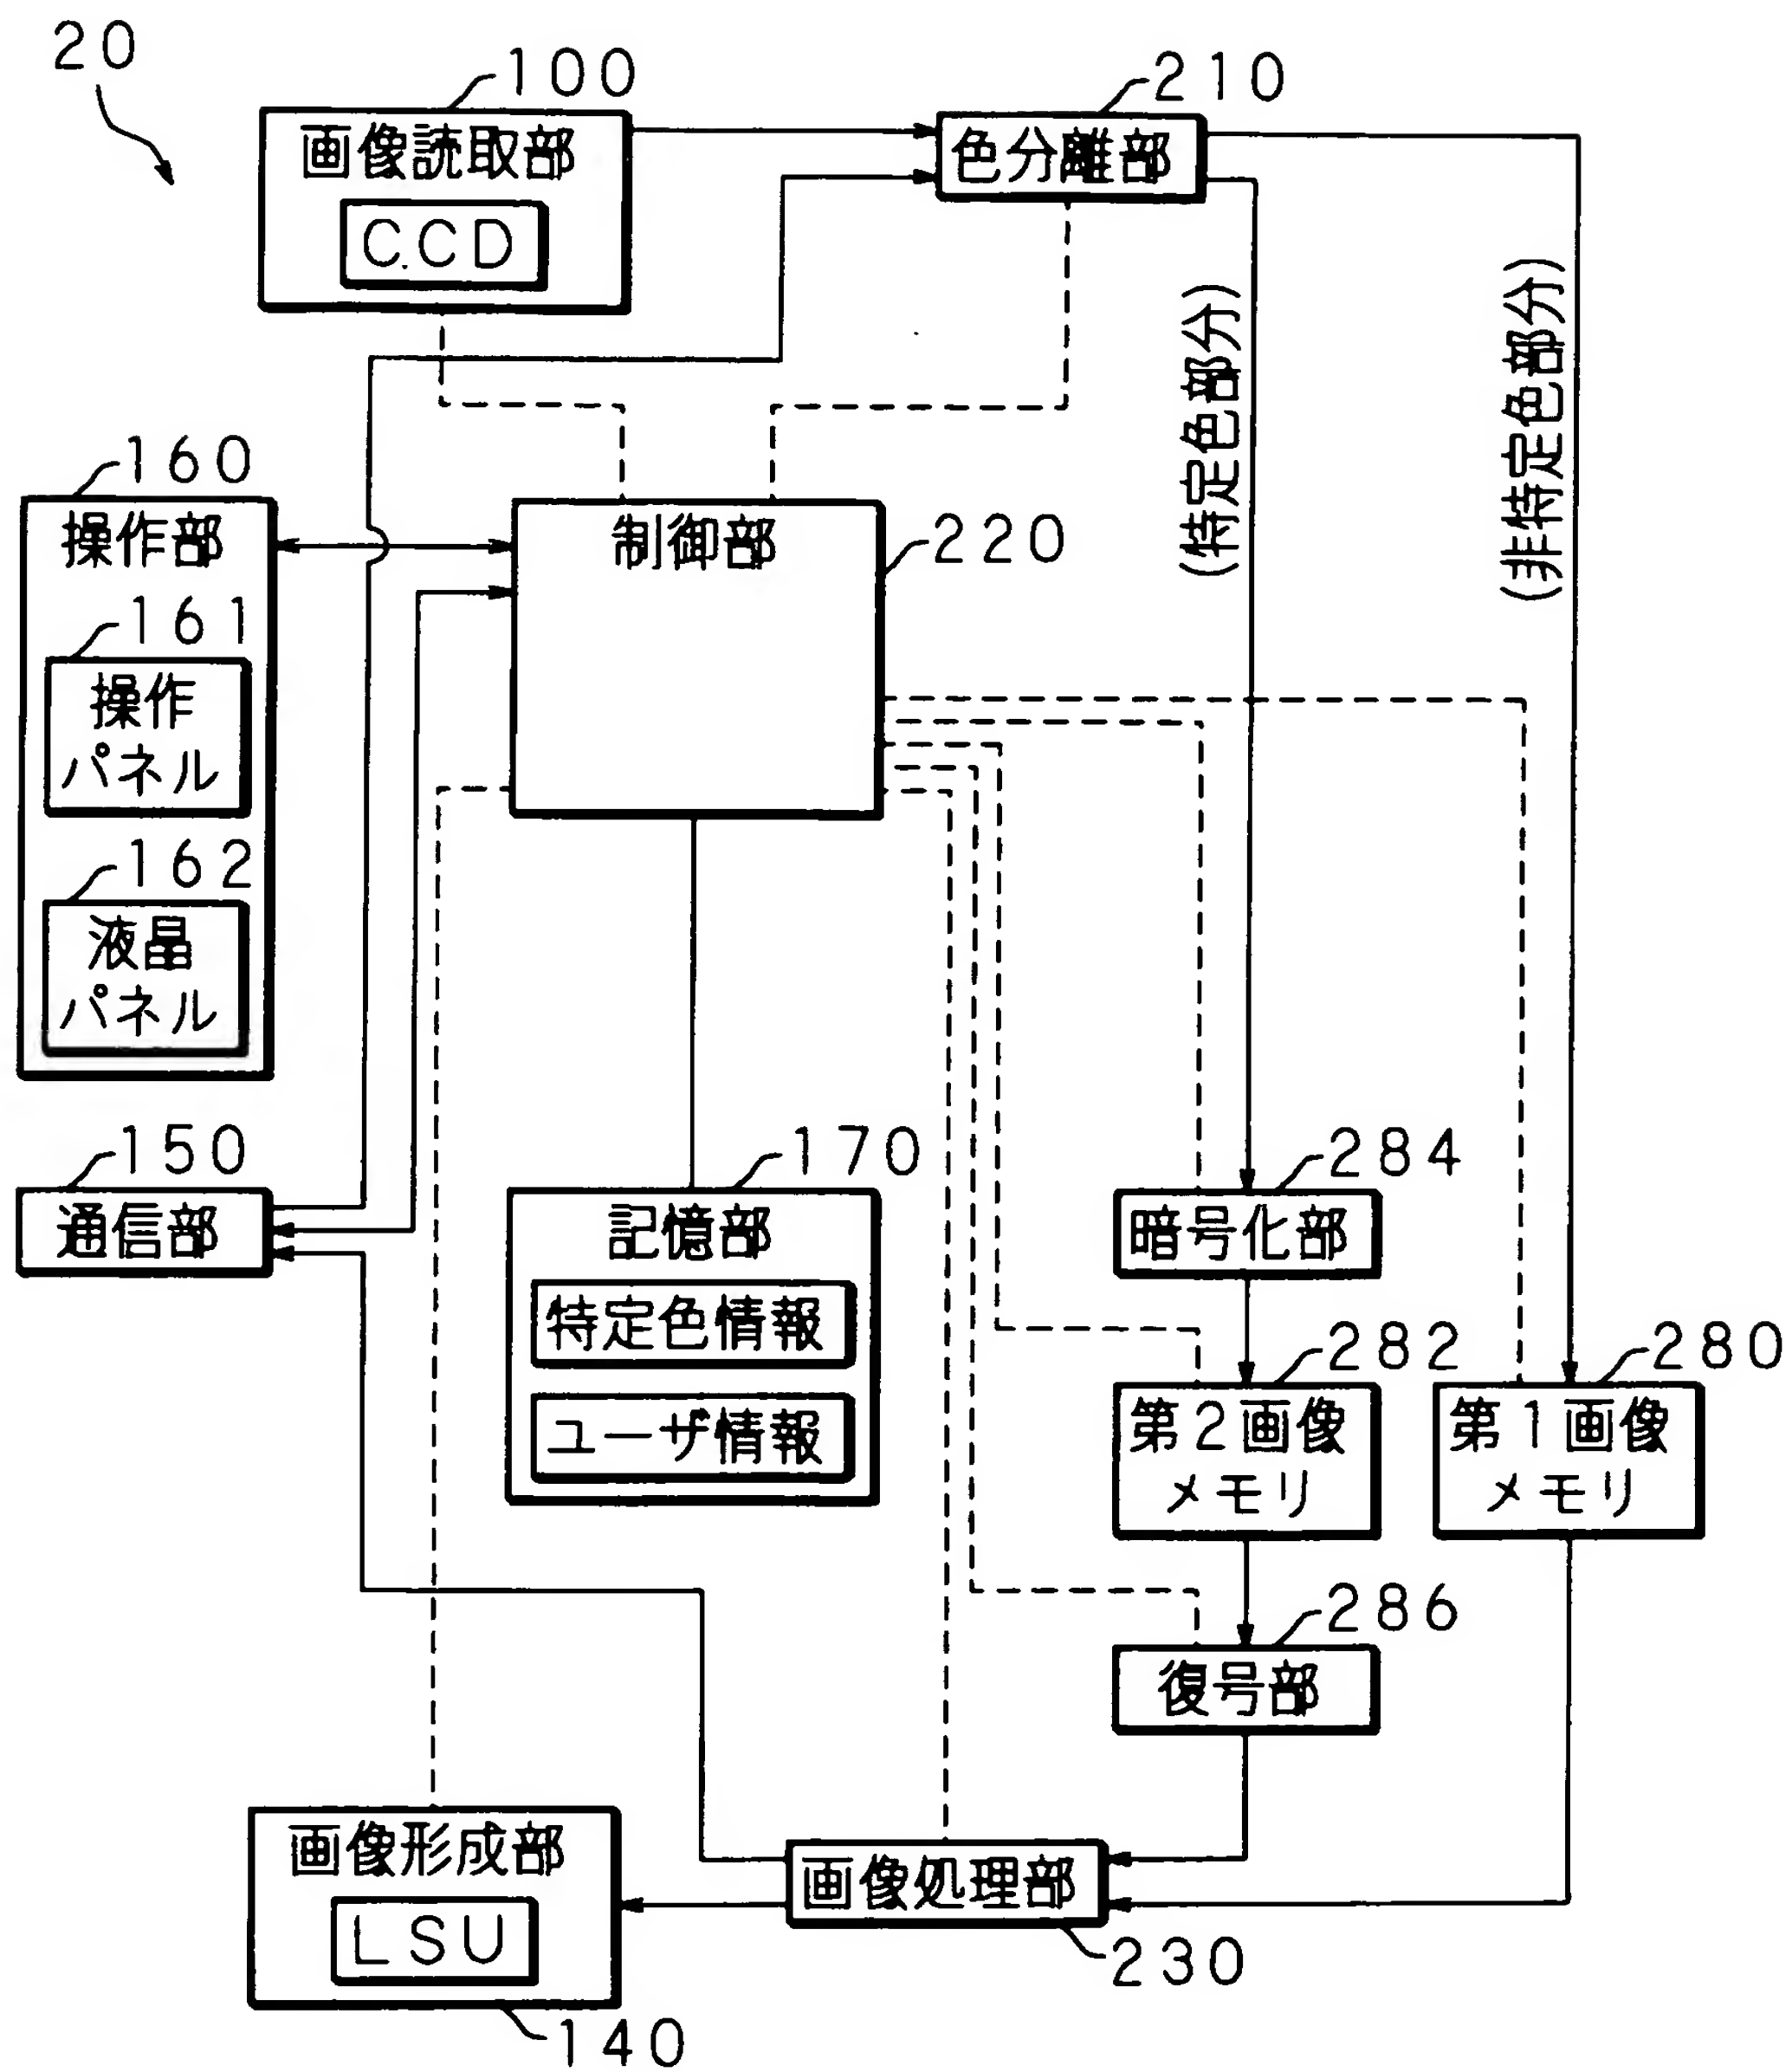 20
100
画像読取部
CCD
210
色分離部
(特定色部分)
(非特定色部分)
160
操作部
161
操作
パネル
162
液晶
パネル
制御部
220
150
通信部
170
記憶部
特定色情報
ユーザ情報
284
暗号化部
282
第2画像
メモリ
280
第1画像
メモリ
286
復号部
画像形成部
LSU
140
画像処理部
230